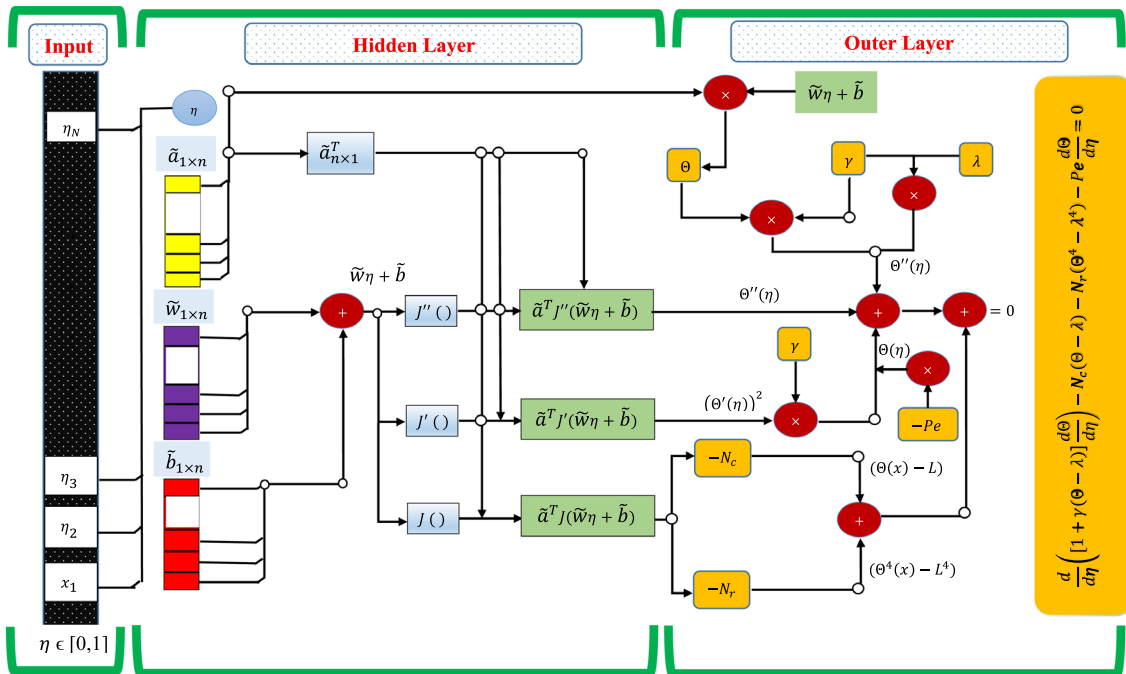 Input
Hidden Layer
Outer Layer
η_N
η_3
η_2
x_1
η ϵ [0,1]
η
ã_{1×n}
w̃_{1×n}
b̃_{1×n}
ã^T_{n×1}
w̃η + b̃
+
J''( )
J'( )
J ( )
ã^T J''(w̃η + b̃)
ã^T J'(w̃η + b̃)
ã^T J(w̃η + b̃)
×
w̃η + b̃
Θ
γ
λ
×
×
Θ''(η)
Θ''(η)
+
+
= 0
γ
Θ(η)
×
(Θ'(η))^2
×
−Pe
−N_c
(Θ(x) − L)
+
−N_r
(Θ^4(x) − L^4)
d/dη([1 + γ(Θ − λ)] dΘ/dη) − N_c(Θ − λ) − N_r(Θ^4 − λ^4) − Pe dΘ/dη = 0